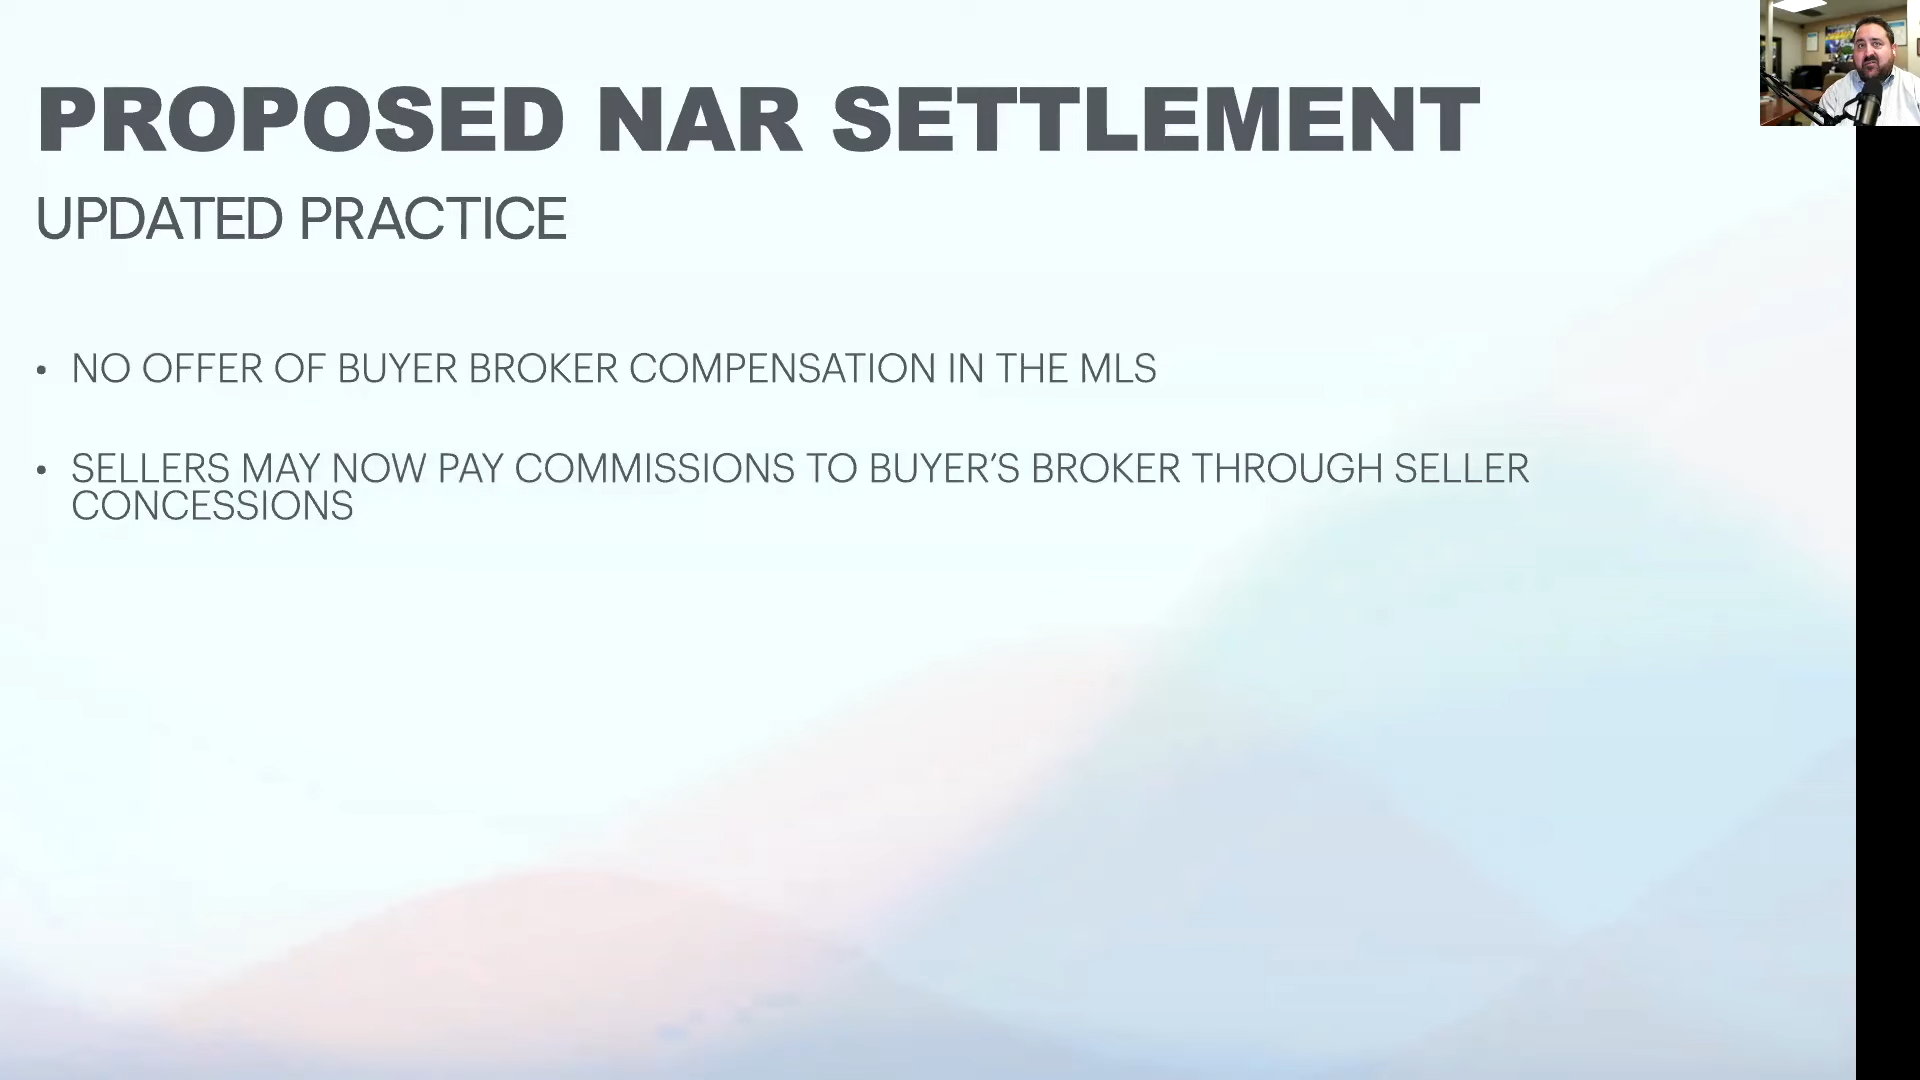 PROPOSED NAR SETTLEMENT
UPDATED PRACTICE
• NO OFFER OF BUYER BROKER COMPENSATION IN THE MLS
• SELLERS MAY NOW PAY COMMISSIONS TO BUYER’S BROKER THROUGH SELLER
CONCESSIONS